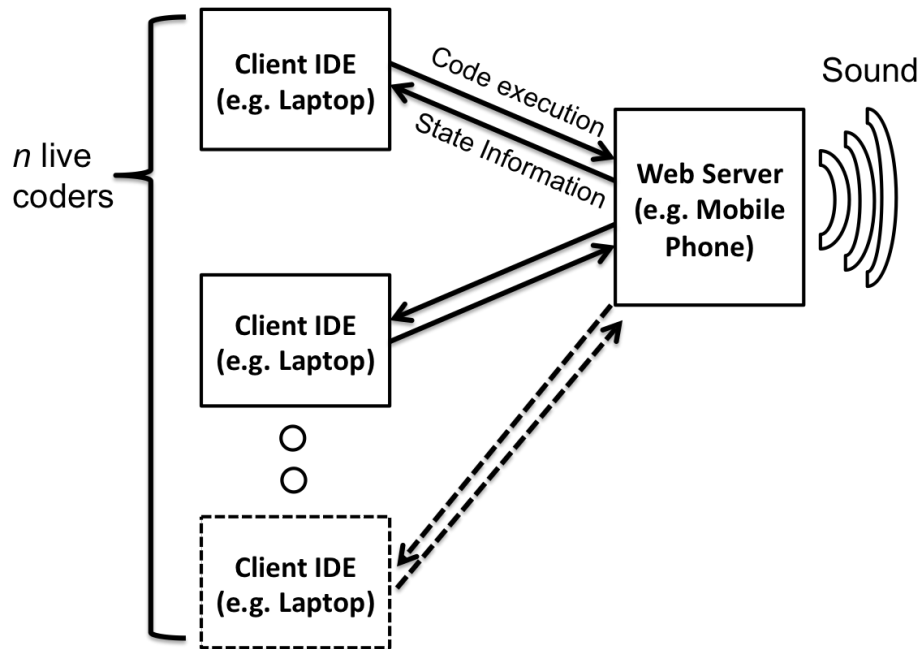 n live
coders
Client IDE
(e.g. Laptop)
Code execution
State Information
Sound
Web Server
(e.g. Mobile
Phone)
Client IDE
(e.g. Laptop)
Client IDE
(e.g. Laptop)